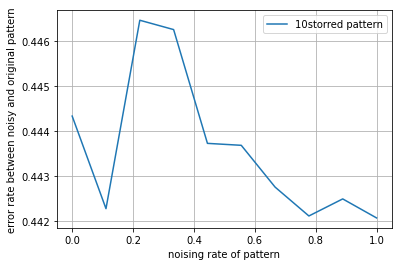 error rate between noisy and original pattern
0.446
0.445
0.444
0.443
0.442
10storred pattern
0.0 0.2 0.4 0.6 0.8 1.0
noising rate of pattern